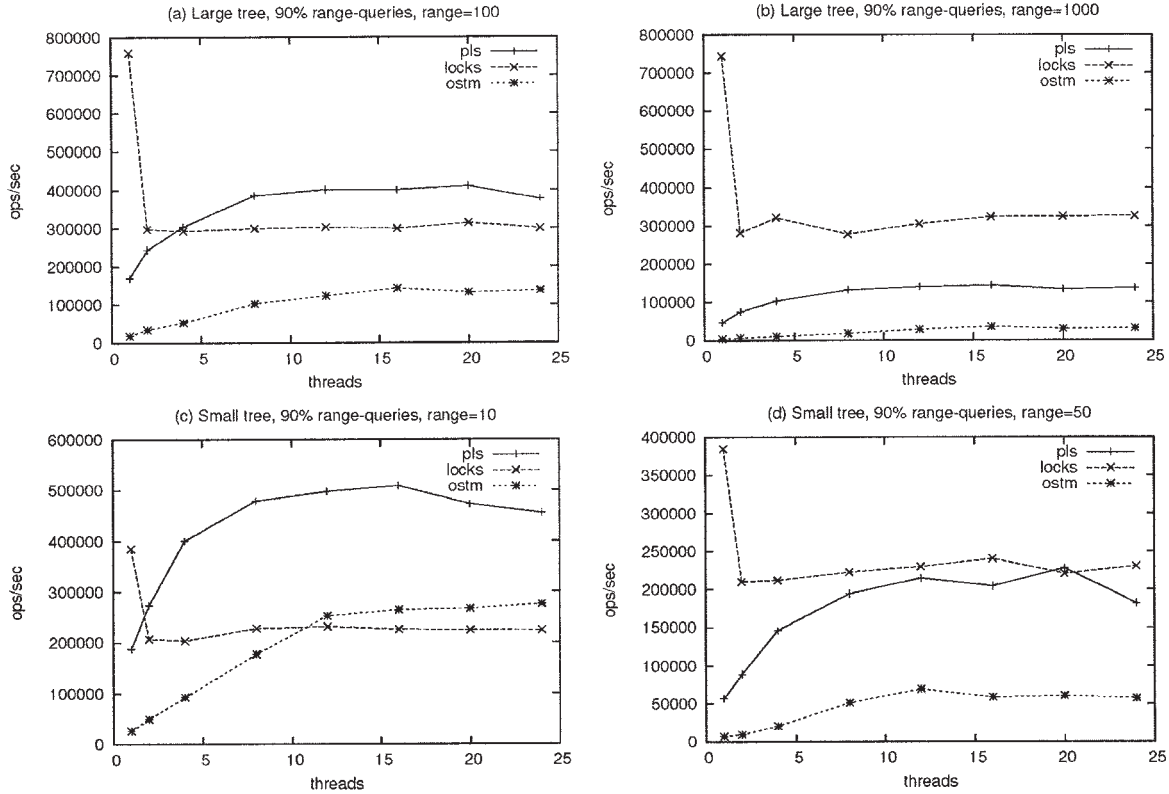 (a) Large tree, 90% range-queries, range=100
800000
700000
600000
500000
400000
300000
200000
100000
0
ops/sec
pls
locks
ostm
0 5 10 15 20 25
threads
(b) Large tree, 90% range-queries, range=1000
800000
700000
600000
500000
400000
300000
200000
100000
0
ops/sec
pls
locks
ostm
0 5 10 15 20 25
threads
(c) Small tree, 90% range-queries, range=10
600000
500000
400000
300000
200000
100000
0
ops/sec
pls
locks
ostm
0 5 10 15 20 25
threads
(d) Small tree, 90% range-queries, range=50
400000
350000
300000
250000
200000
150000
100000
50000
0
ops/sec
pls
locks
ostm
0 5 10 15 20 25
threads